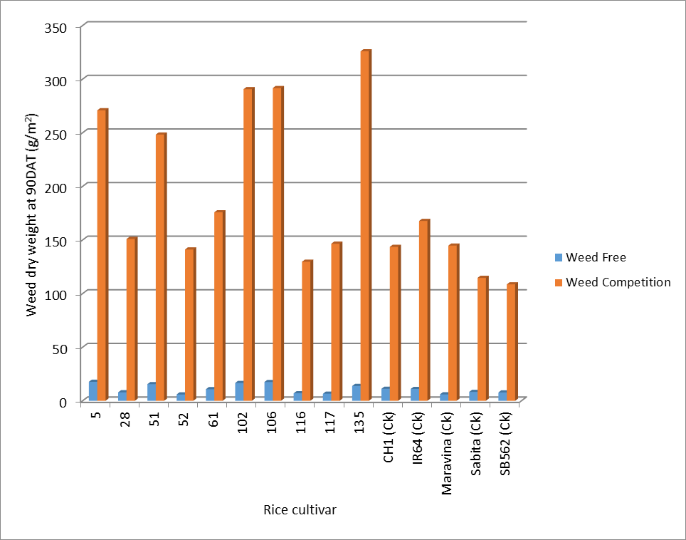 350
300
250
200
150
100
50
0
Weed dry weight at 90DAT (g/m²)
5
28
51
52
61
102
106
116
117
135
CH1 (Ck)
IR64 (Ck)
Maravina (Ck)
Sabita (Ck)
SB562 (Ck)
Rice cultivar
Weed Free
Weed Competition